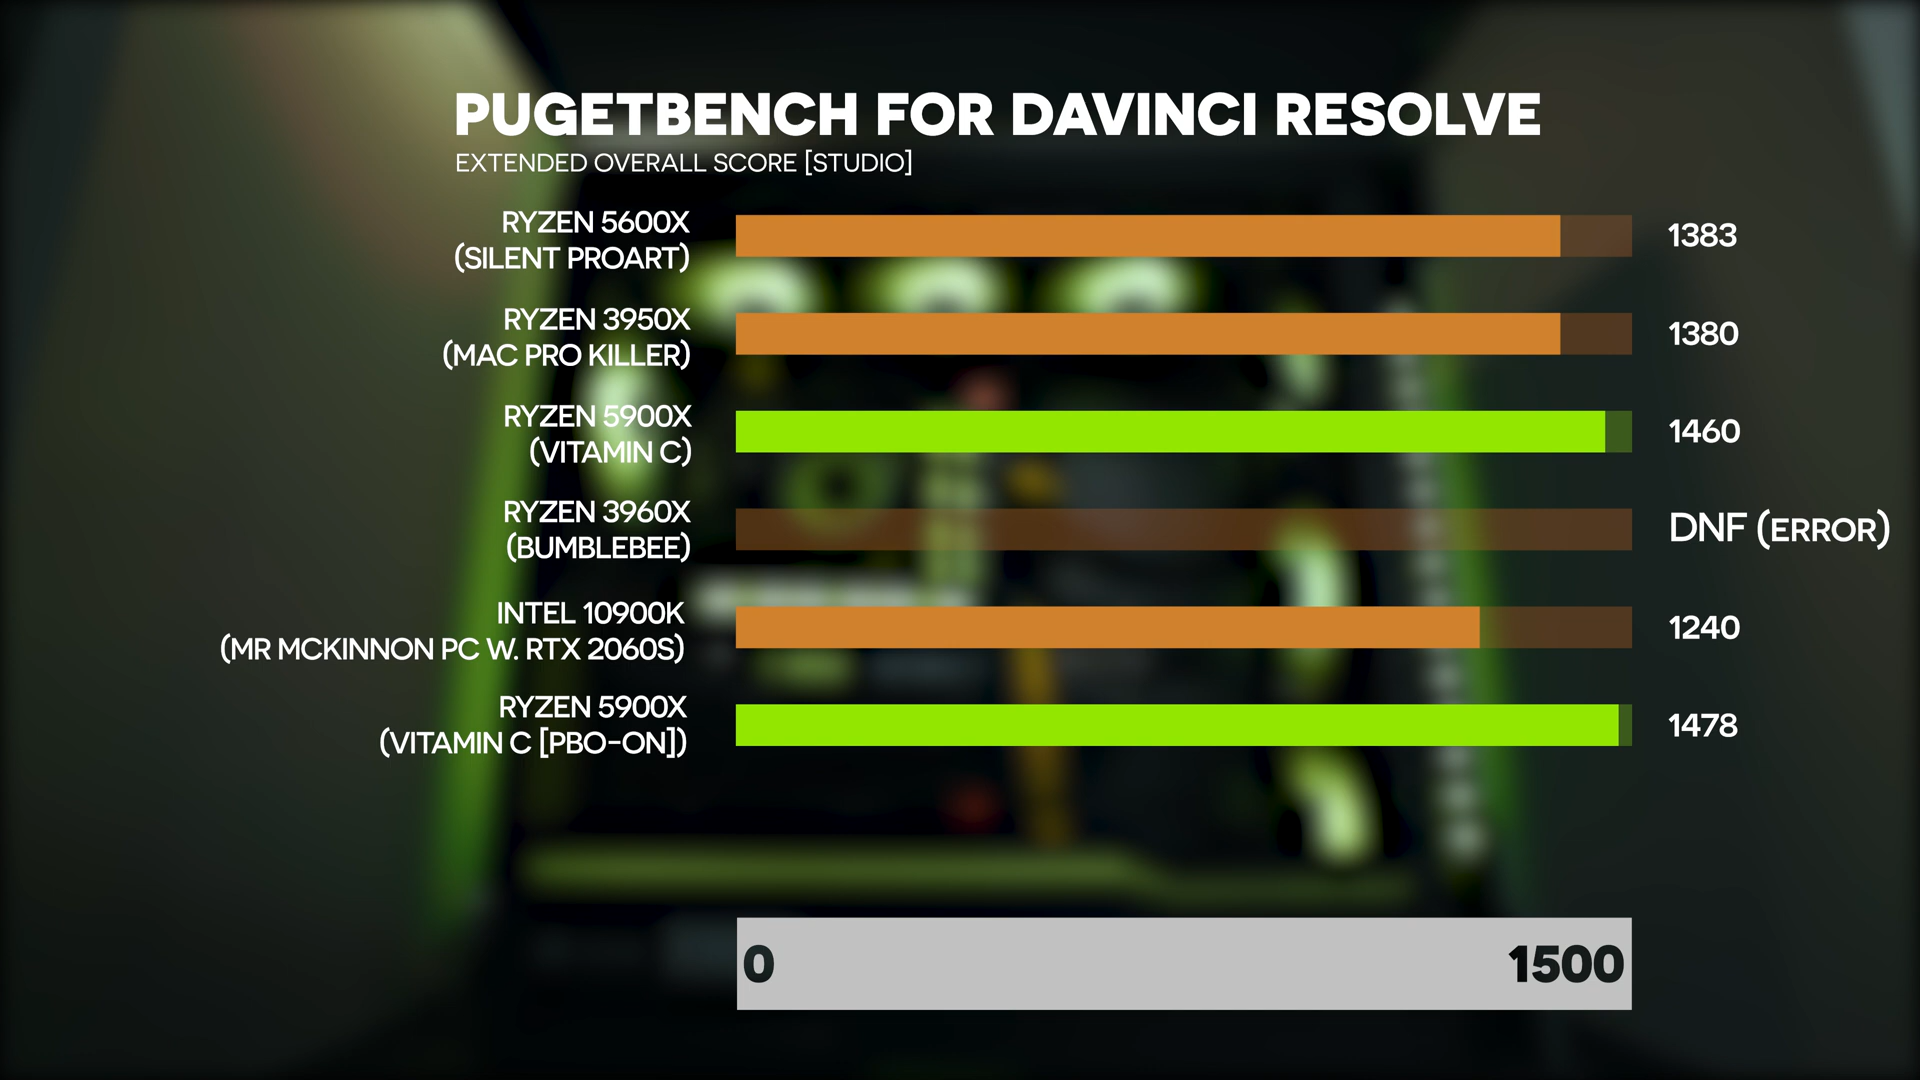 PUGETBENCH FOR DAVINCI RESOLVE
EXTENDED OVERALL SCORE [STUDIO]
RYZEN 5600X
(SILENT PROART)
1383
RYZEN 3950X
(MAC PRO KILLER)
1380
RYZEN 5900X
(VITAMIN C)
1460
RYZEN 3960X
(BUMBLEBEE)
DNF (ERROR)
INTEL 10900K
(MR MCKINNON PC W. RTX 2060S)
1240
RYZEN 5900X
(VITAMIN C [PBO-ON])
1478
0 1500